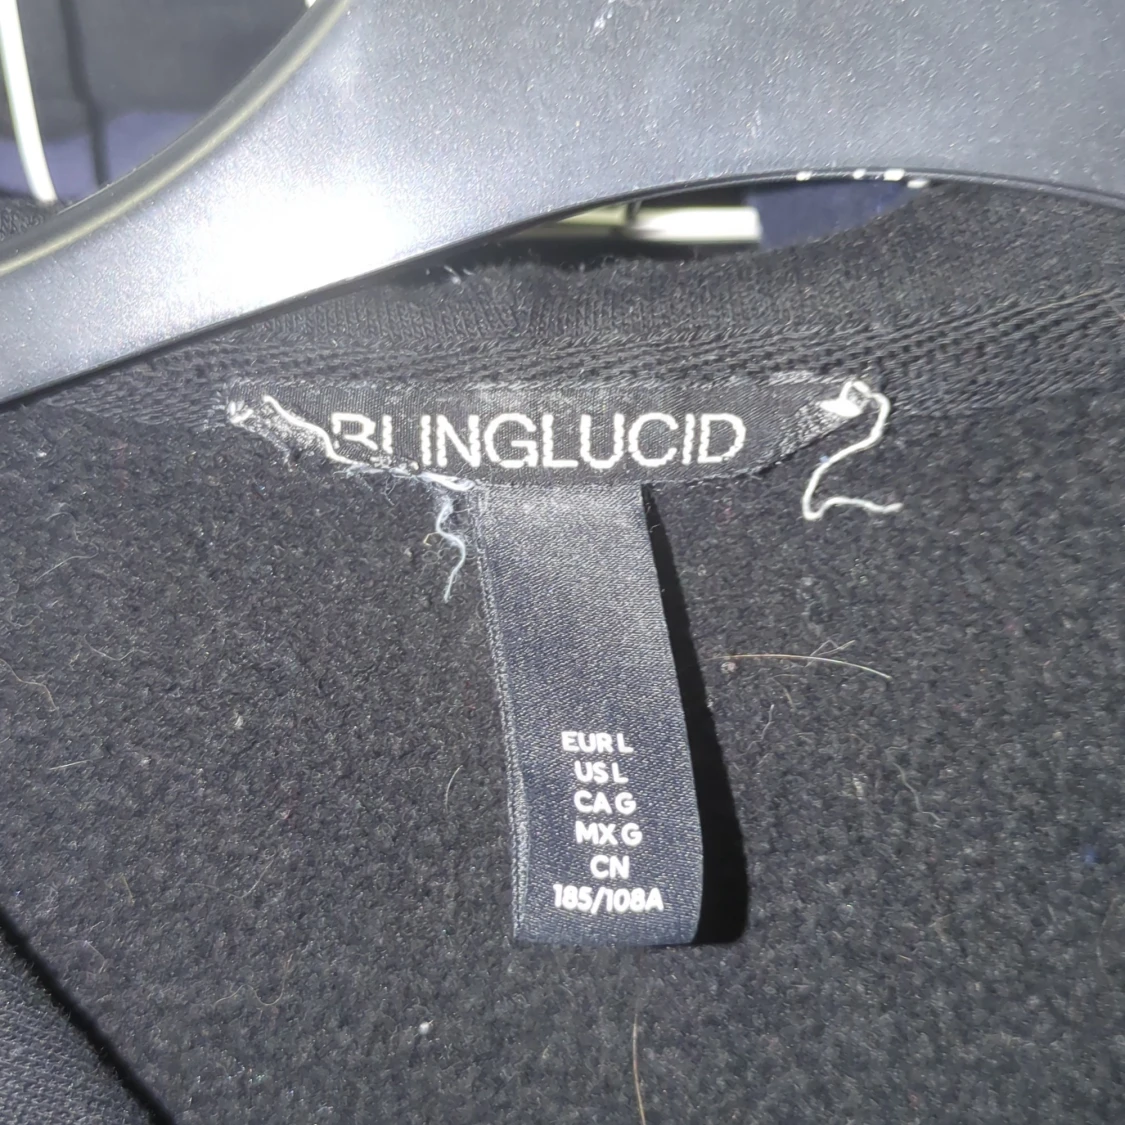 BLINGLUCID
EUR L
US L
CA G
MX G
CN
185/108A